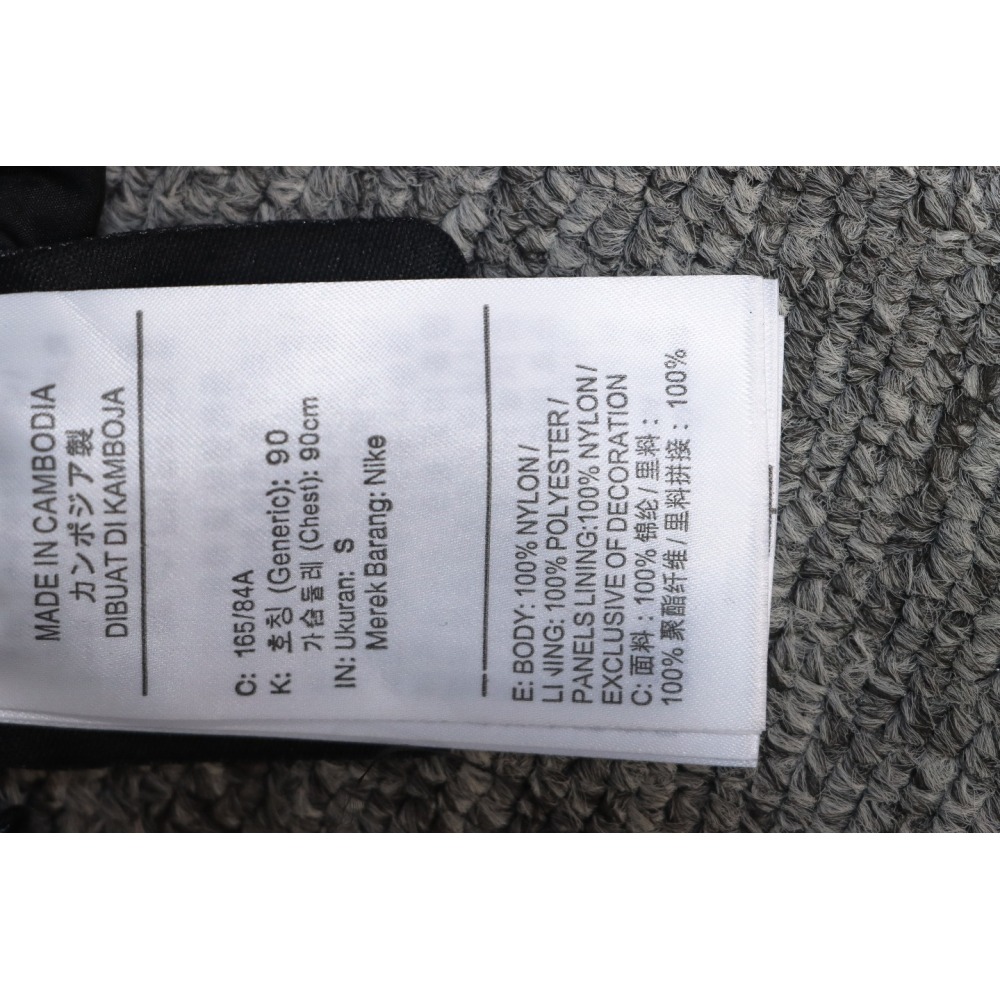 MADE IN CAMBODIA
カンボジア製
DIBUAT DI KAMBOJA
C: 165/84A
K: 호칭 (Generic): 90
가슴둘레 (Chest): 90cm
IN: Ukuran: S
Merek Barang: Nike
E: BODY: 100% NYLON /
LI NING: 100% POLYESTER /
PANELS LINING:100% NYLON /
EXCLUSIVE OF DECORATION
C: 面料 : 100% 锦纶 / 里料 :
100% 聚酯纤维 / 里料拼接 : 100%